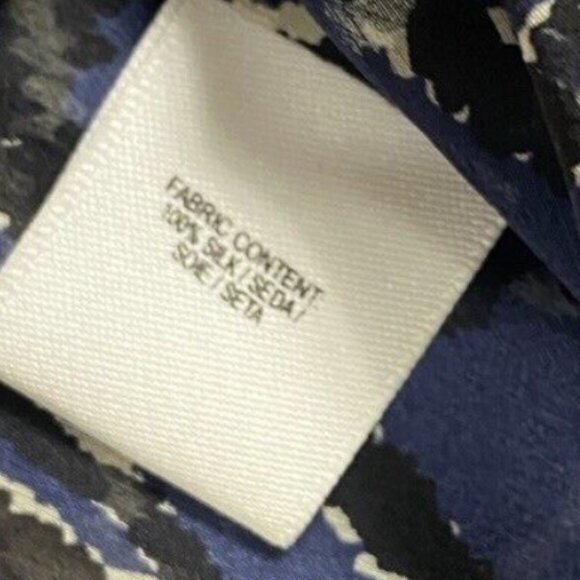 FABRIC CONTENT
100% SILK / SEDA /
SOIE / SETA